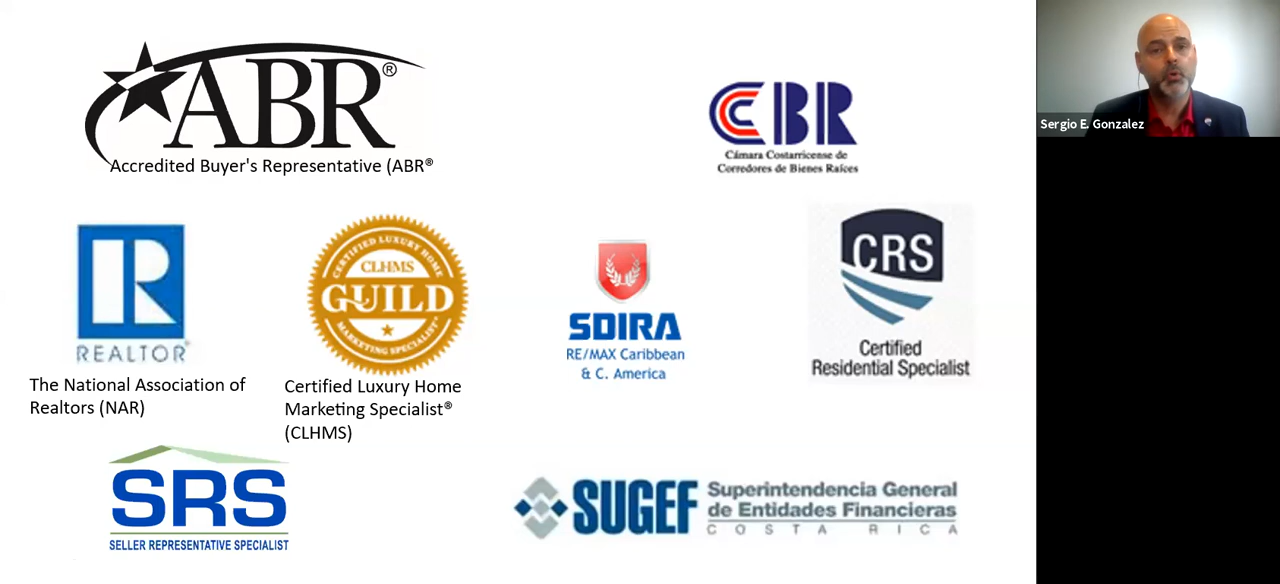 ABR®
Accredited Buyer's Representative (ABR®
CBR
Cámara Costarricense de
Corredores de Bienes Raíces
REALTOR®
The National Association of
Realtors (NAR)
CERTIFIED LUXURY HOME
CLHMS
GUILD
MARKETING SPECIALIST
Certified Luxury Home
Marketing Specialist®
(CLHMS)
SDIRA
RE/MAX Caribbean
& C. America
CRS
Certified
Residential Specialist
SRS
SELLER REPRESENTATIVE SPECIALIST
SUGEF
Superintendencia General
de Entidades Financieras
COSTA RICA
Sergio E. Gonzalez